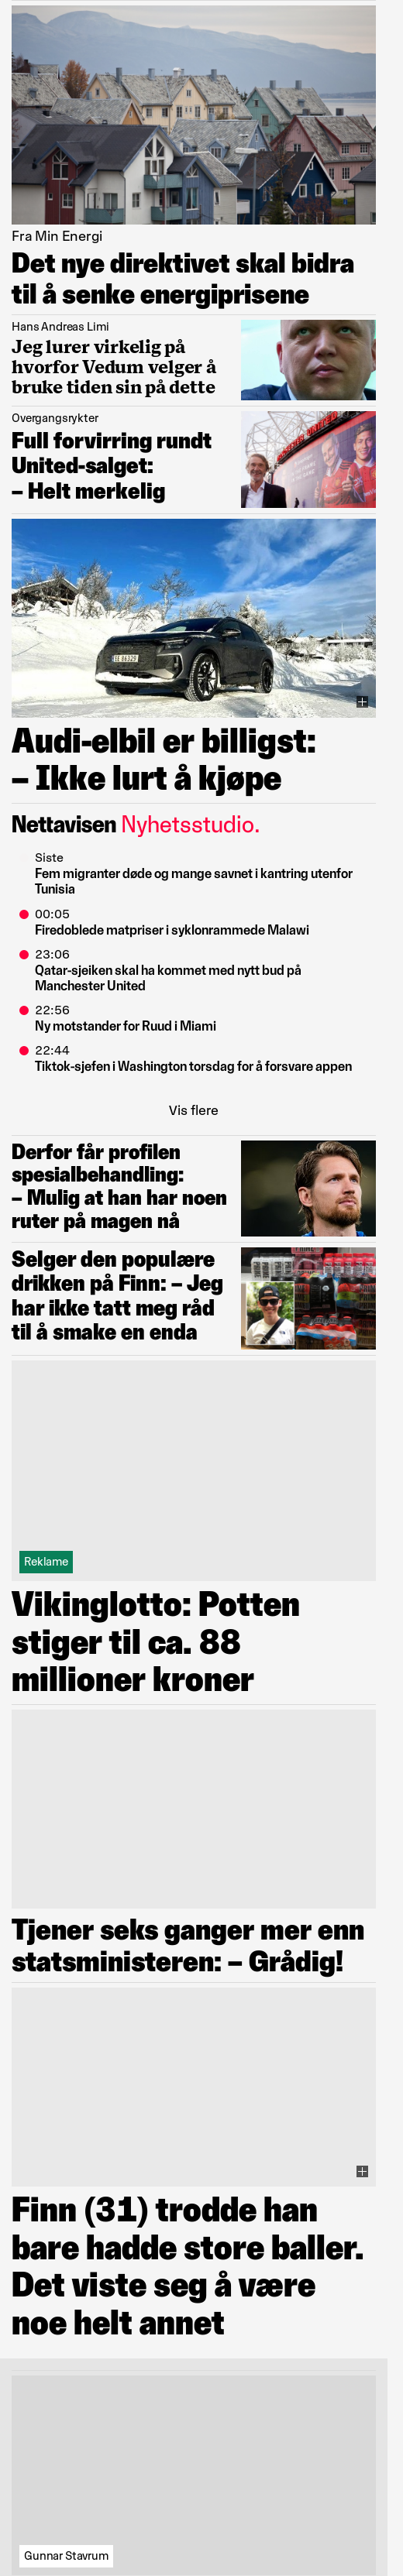 Fra Min Energi
Det nye direktivet skal bidra
til å senke energiprisene
Hans Andreas Limi
Jeg lurer virkelig på
hvorfor Vedum velger å
bruke tiden sin på dette
Overgangsrykter
Full forvirring rundt
United-salget:
– Helt merkelig
Audi-elbil er billigst:
– Ikke lurt å kjøpe
Nettavisen Nyhetsstudio.
Siste
Fem migranter døde og mange savnet i kantring utenfor
Tunisia
00:05
Firedoblede matpriser i syklonrammede Malawi
23:06
Qatar-sjeiken skal ha kommet med nytt bud på
Manchester United
22:56
Ny motstander for Ruud i Miami
22:44
Tiktok-sjefen i Washington torsdag for å forsvare appen
Vis flere
Derfor får profilen
spesialbehandling:
– Mulig at han har noen
ruter på magen nå
Selger den populære
drikken på Finn: – Jeg
har ikke tatt meg råd
til å smake en enda
Reklame
Vikinglotto: Potten
stiger til ca. 88
millioner kroner
Tjener seks ganger mer enn
statsministeren: – Grådig!
Finn (31) trodde han
bare hadde store baller.
Det viste seg å være
noe helt annet
Gunnar Stavrum